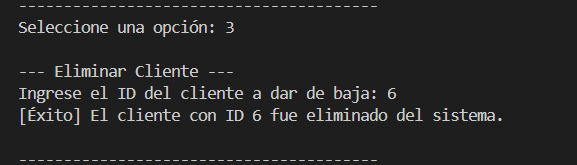 ----------------------------------------
Seleccione una opción: 3
--- Eliminar Cliente ---
Ingrese el ID del cliente a dar de baja: 6
[Éxito] El cliente con ID 6 fue eliminado del sistema.
----------------------------------------